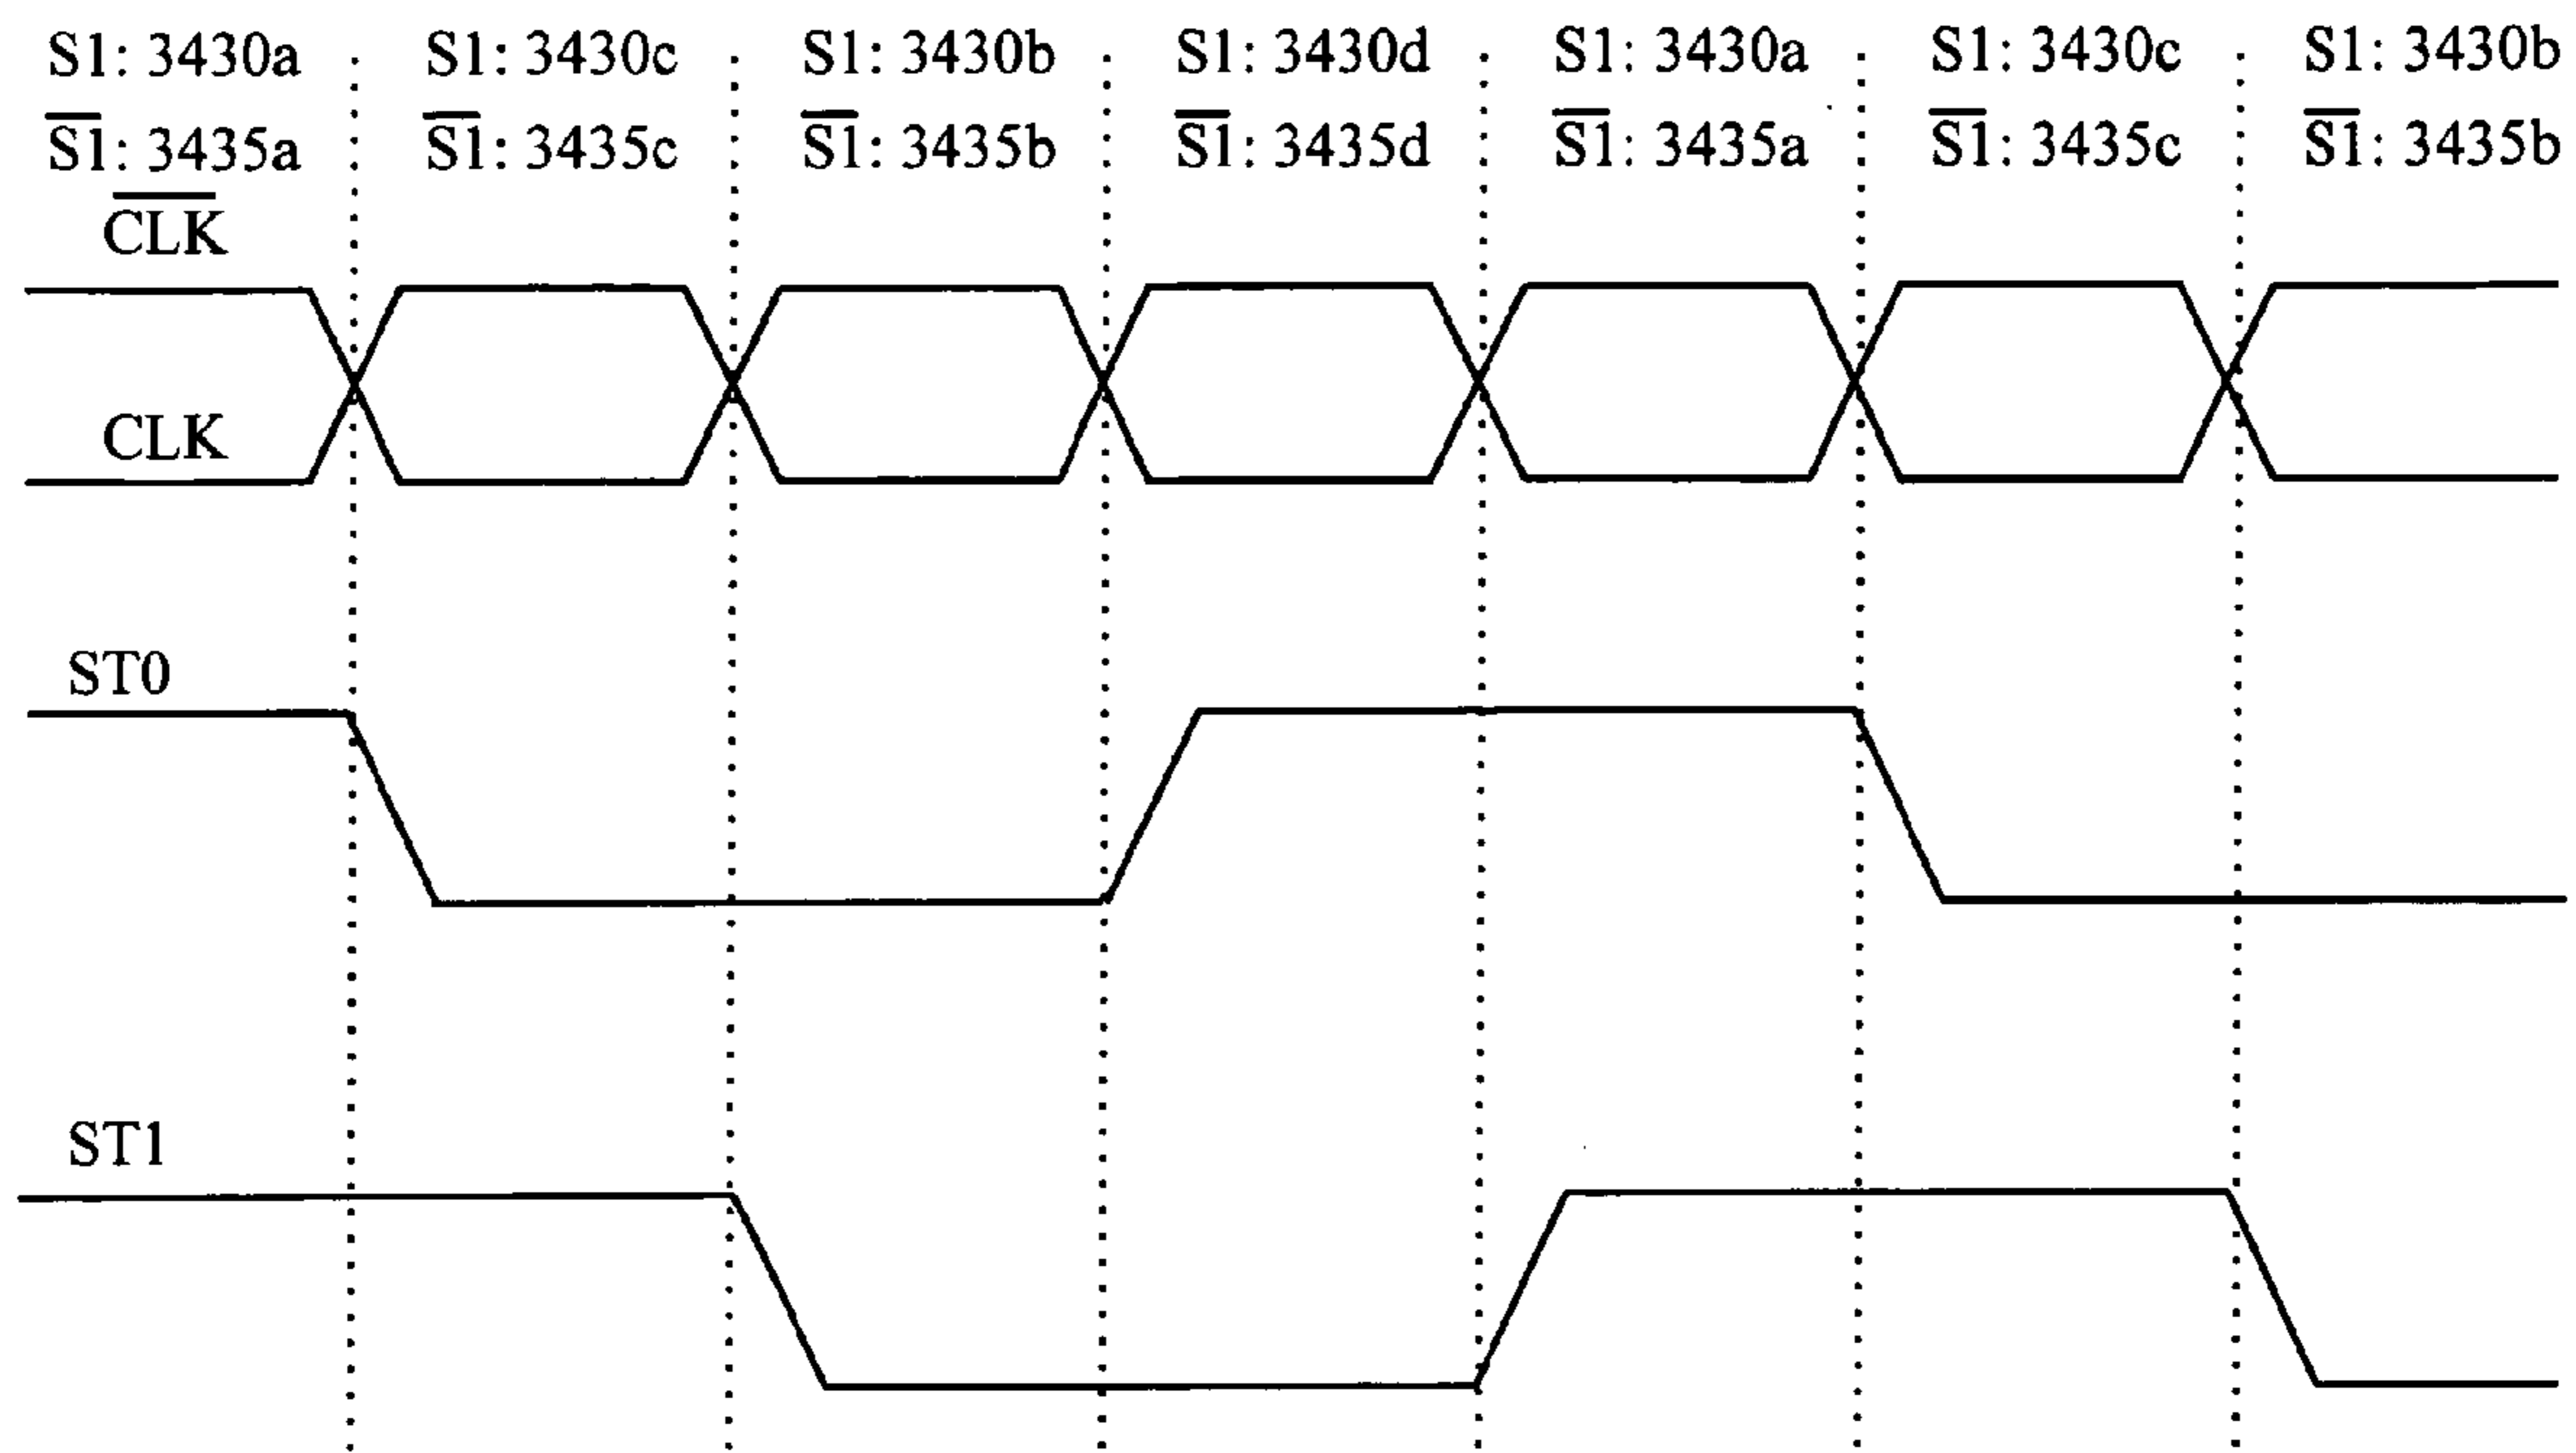 S1: 3430a S1: 3430c S1: 3430b S1: 3430d S1: 3430a S1: 3430c S1: 3430b
S̅1̅: 3435a S̅1̅: 3435c S̅1̅: 3435b S̅1̅: 3435d S̅1̅: 3435a S̅1̅: 3435c S̅1̅: 3435b
C̅L̅K̅
CLK
ST0
ST1